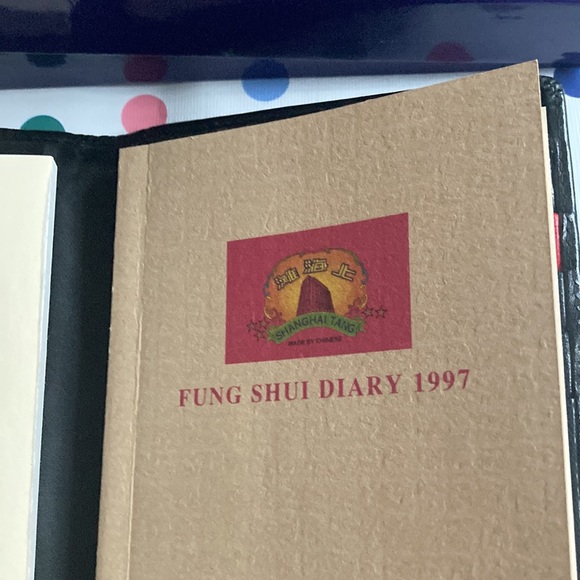 灘海上
SHANGHAI TANG
MADE BY CHINESE
FUNG SHUI DIARY 1997